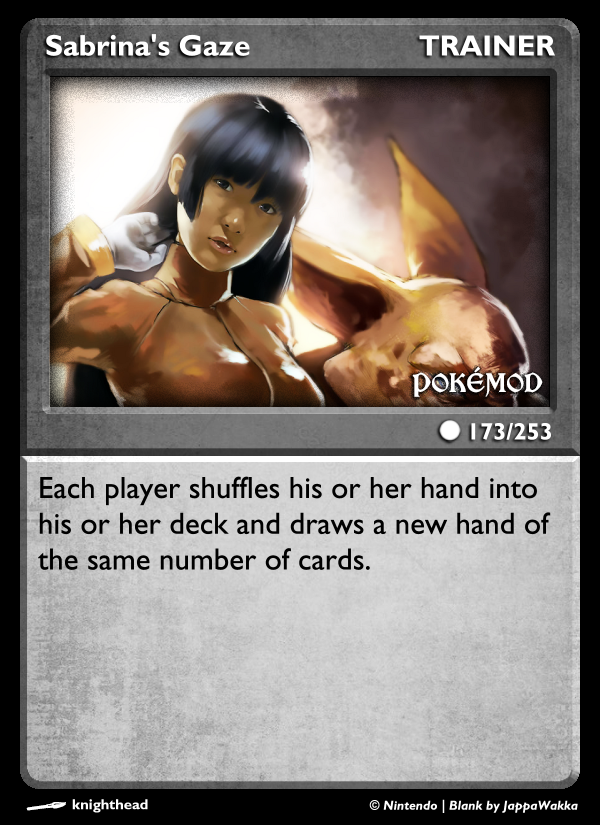 Sabrina's Gaze TRAINER
POKÉMOD
173/253
Each player shuffles his or her hand into
his or her deck and draws a new hand of
the same number of cards.
knighthead © Nintendo | Blank by JappaWakka